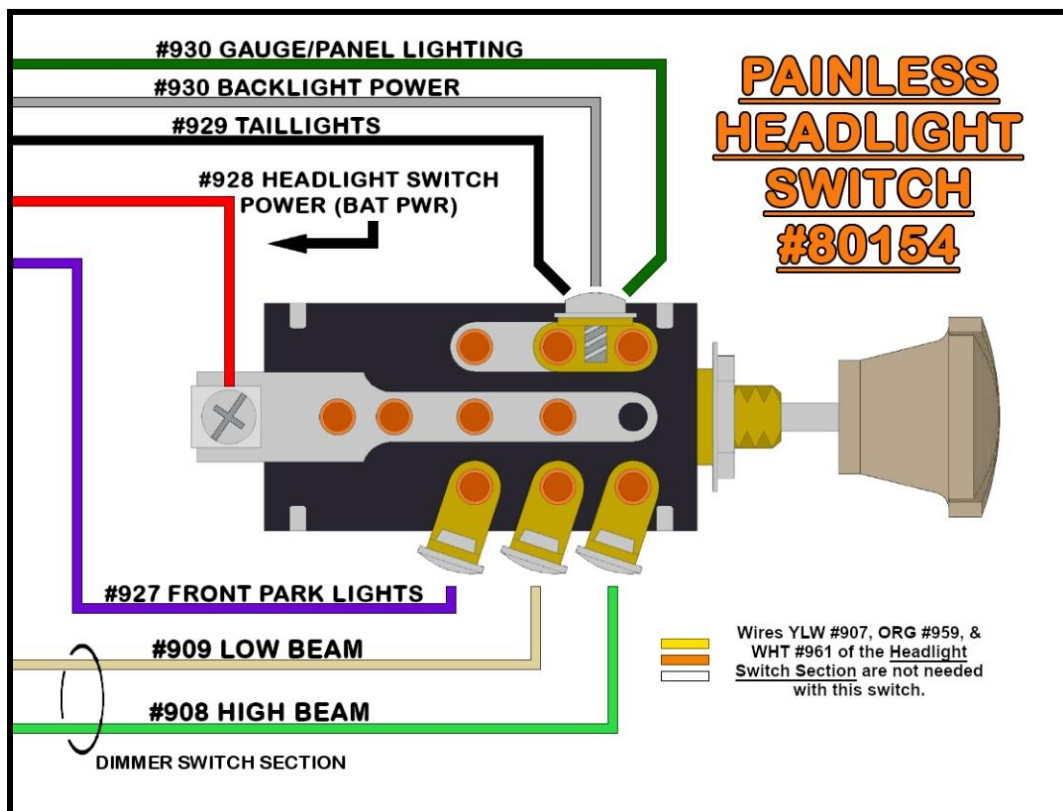 #930 GAUGE/PANEL LIGHTING
#930 BACKLIGHT POWER
#929 TAILLIGHTS
#928 HEADLIGHT SWITCH
POWER (BAT PWR)
PAINLESS
HEADLIGHT
SWITCH
#80154
#927 FRONT PARK LIGHTS
#909 LOW BEAM
#908 HIGH BEAM
DIMMER SWITCH SECTION
Wires YLW #907, ORG #959, &
WHT #961 of the Headlight
Switch Section are not needed
with this switch.